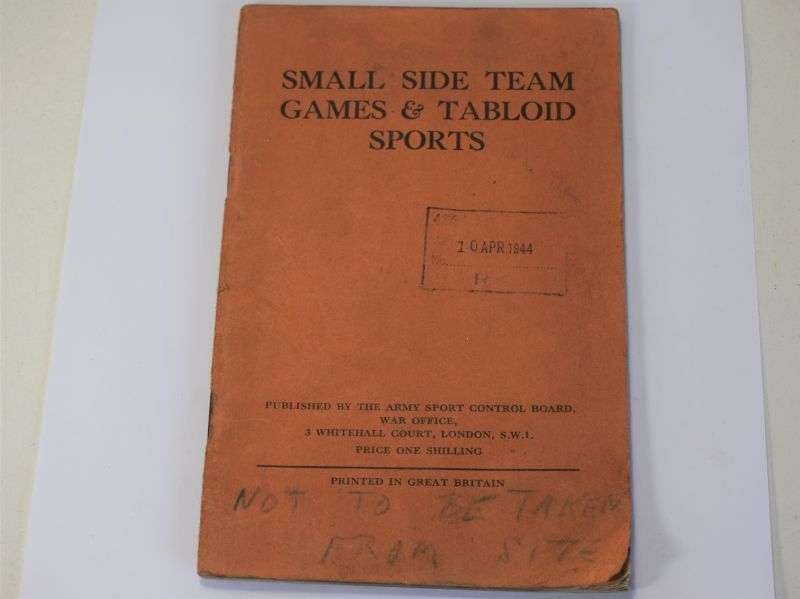 SMALL SIDE TEAM
GAMES & TABLOID
SPORTS
10 APR 1944
PUBLISHED BY THE ARMY SPORT CONTROL BOARD,
WAR OFFICE,
3 WHITEHALL COURT, LONDON, S.W.1.
PRICE ONE SHILLING
PRINTED IN GREAT BRITAIN
NOT TO BE TAKEN
FROM SITE